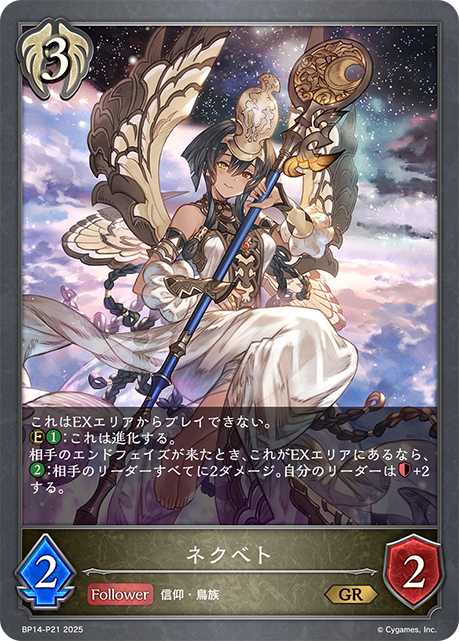 3
これはEXエリアからプレイできない。
E 1：これは進化する。
相手のエンドフェイズが来たとき、これがEXエリアにあるなら、
2：相手のリーダーすべてに2ダメージ。自分のリーダーは+2
する。
ネクベト
2
Follower 信仰・鳥族 GR
2
BP14-P21 2025 © Cygames, Inc.